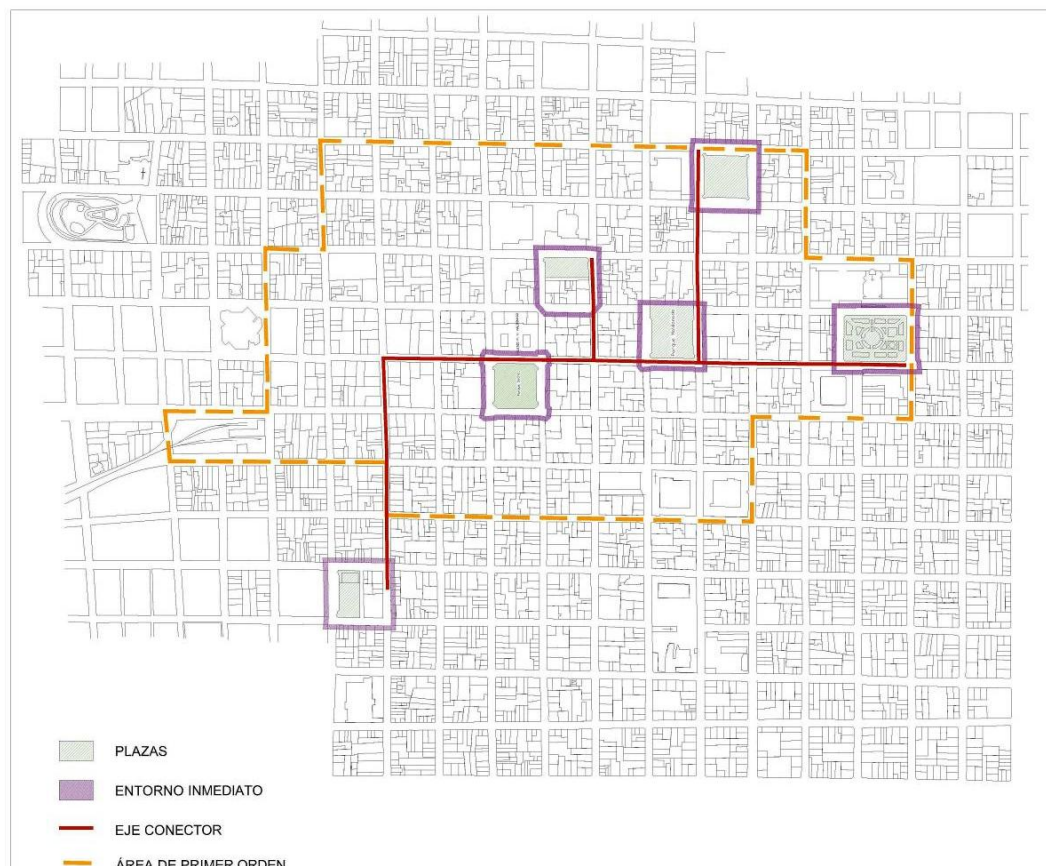 PLAZAS
ENTORNO INMEDIATO
EJE CONECTOR
ÁREA DE PRIMER ORDEN